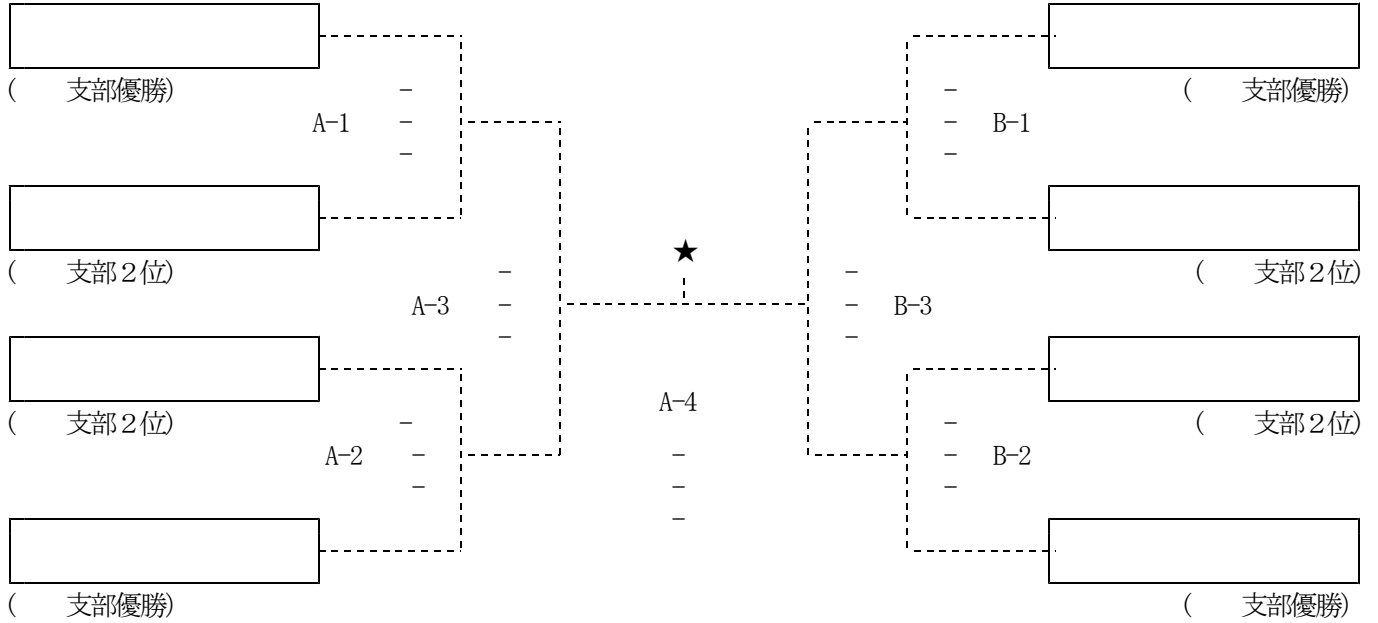 (　　支部優勝)　(　　支部優勝)
－　－
A-1　－　－　B-1
－　－
★
(　　支部２位)　(　　支部２位)
－　－
A-3　－　－　B-3
－　－
A-4
(　　支部２位)　(　　支部２位)
－　－
A-2　－　－　－　B-2
－　－　－
－
(　　支部優勝)　(　　支部優勝)